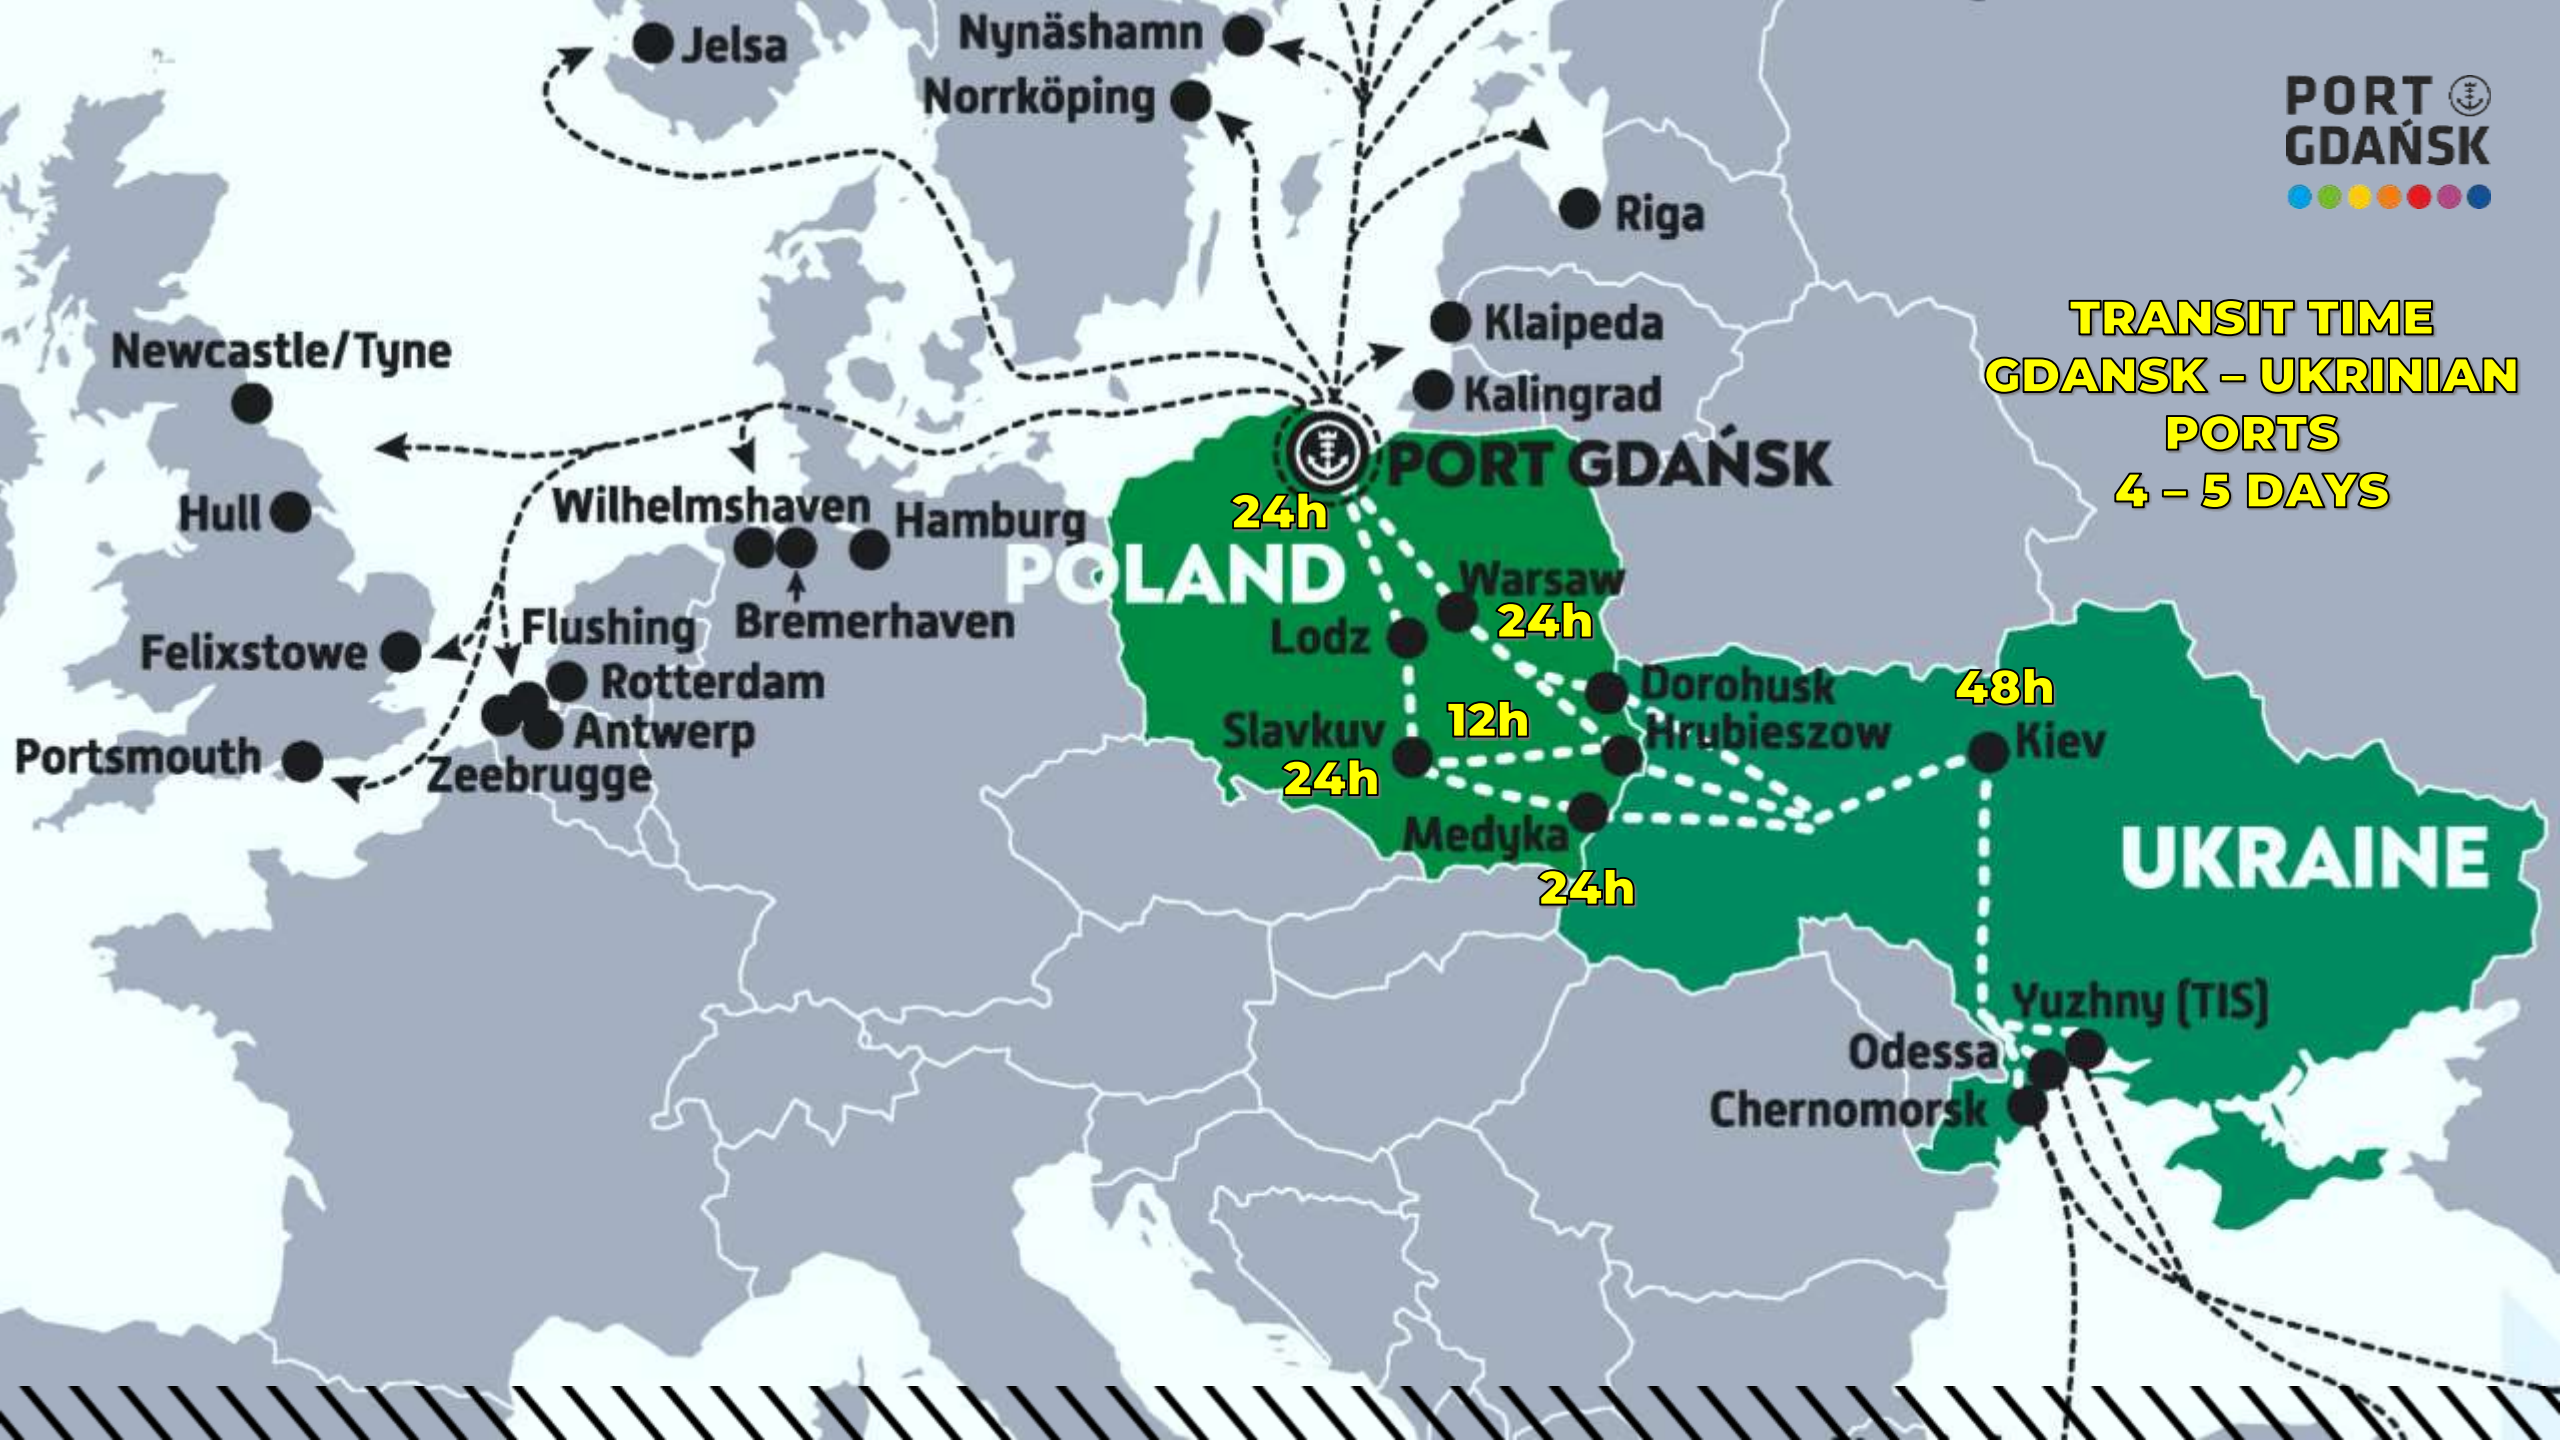 Jelsa
Nynäshamn
Norrköping
PORT
GDAŃSK
Riga
TRANSIT TIME
GDANSK – UKRINIAN
PORTS
4 – 5 DAYS
Klaipeda
Kalingrad
Newcastle/Tyne
PORT GDAŃSK
Hull
Wilhelmshaven
Hamburg
24h
POLAND
Warsaw
24h
Bremerhaven
Flushing
Lodz
Felixstowe
Rotterdam
Dorohusk
48h
Slavkuv
12h
Hrubieszow
Antwerp
Kiev
Portsmouth
Zeebrugge
24h
Medyka
UKRAINE
24h
Yuzhny (TIS)
Odessa
Chernomorsk